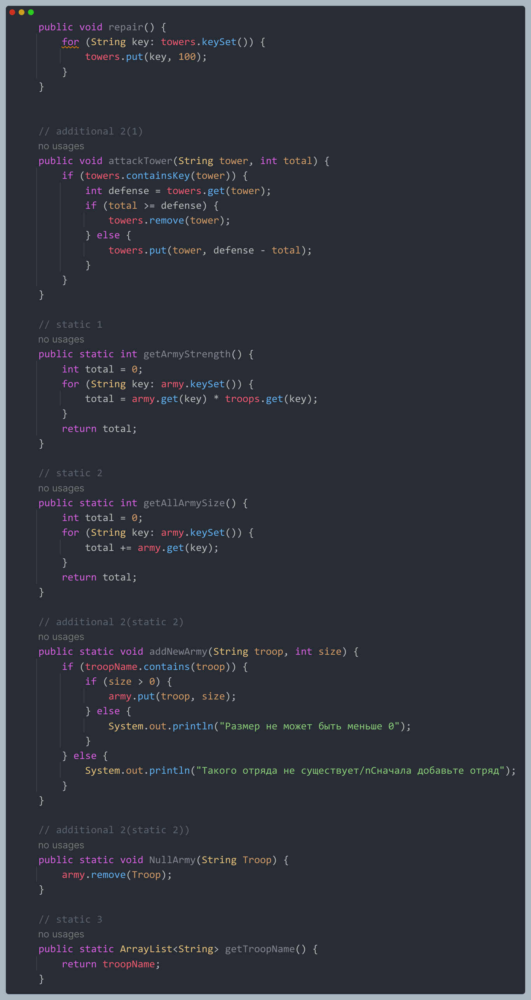 public void repair() {
for (String key: towers.keySet()) {
towers.put(key, 100);
}
}
// additional 2(1)
no usages
public void attackTower(String tower, int total) {
if (towers.containsKey(tower)) {
int defense = towers.get(tower);
if (total >= defense) {
towers.remove(tower);
} else {
towers.put(tower, defense - total);
}
}
}
// static 1
no usages
public static int getArmyStrength() {
int total = 0;
for (String key: army.keySet()) {
total = army.get(key) * troops.get(key);
}
return total;
}
// static 2
no usages
public static int getAllArmySize() {
int total = 0;
for (String key: army.keySet()) {
total += army.get(key);
}
return total;
}
// additional 2(static 2)
no usages
public static void addNewArmy(String troop, int size) {
if (troopName.contains(troop)) {
if (size > 0) {
army.put(troop, size);
} else {
System.out.println("Размер не может быть меньше 0");
}
} else {
System.out.println("Такого отряда не существует/nСначала добавьте отряд");
}
}
// additional 2(static 2))
no usages
public static void NullArmy(String Troop) {
army.remove(Troop);
}
// static 3
no usages
public static ArrayList<String> getTroopName() {
return troopName;
}